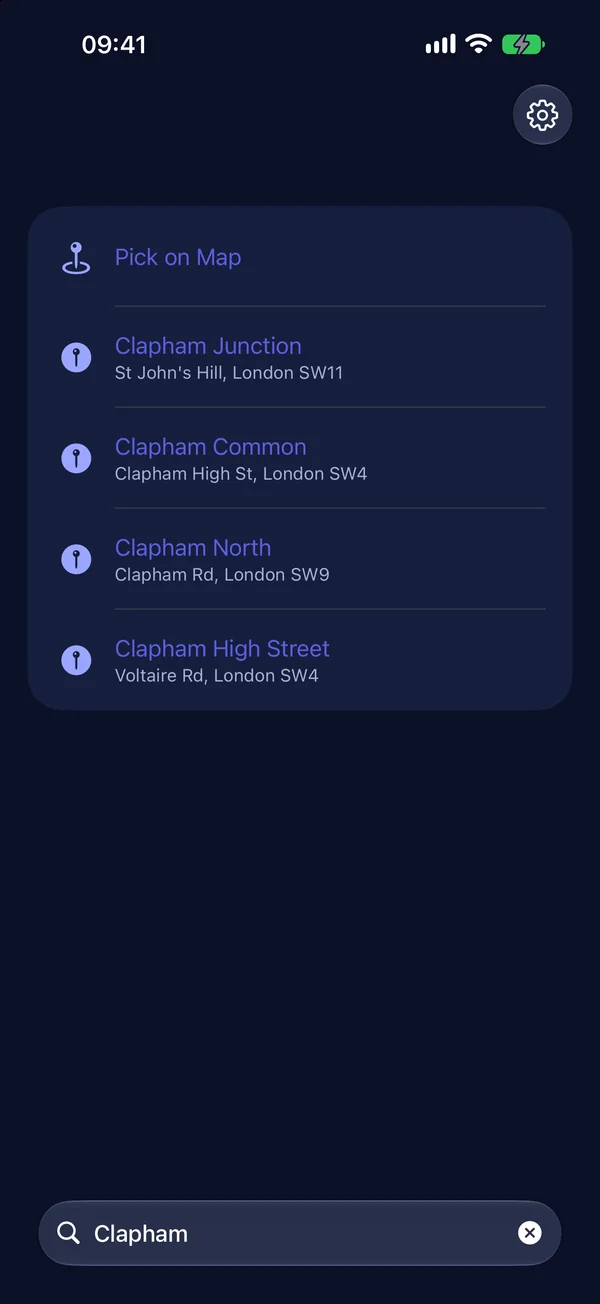 09:41
Pick on Map
Clapham Junction
St John's Hill, London SW11
Clapham Common
Clapham High St, London SW4
Clapham North
Clapham Rd, London SW9
Clapham High Street
Voltaire Rd, London SW4
Clapham